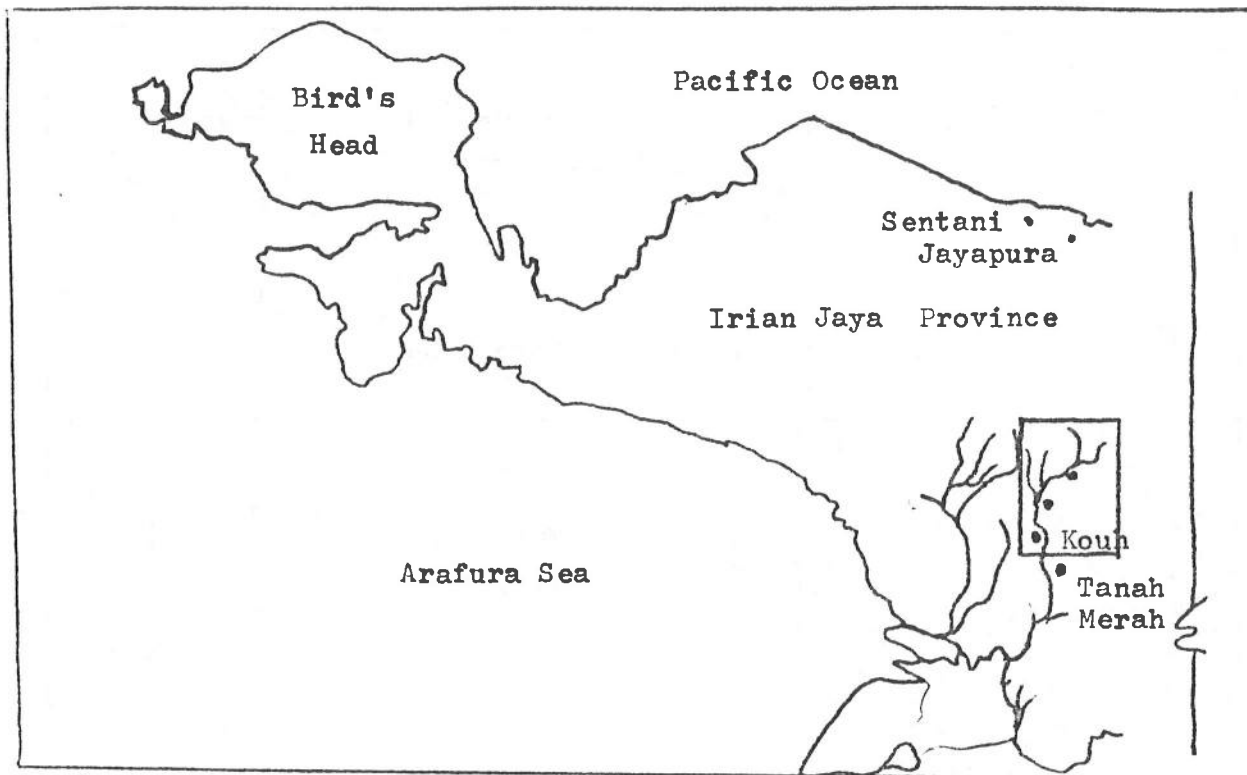 Pacific Ocean
Bird's
Head
Sentani
Jayapura
Irian Jaya Province
Kouh
Arafura Sea
Tanah
Merah